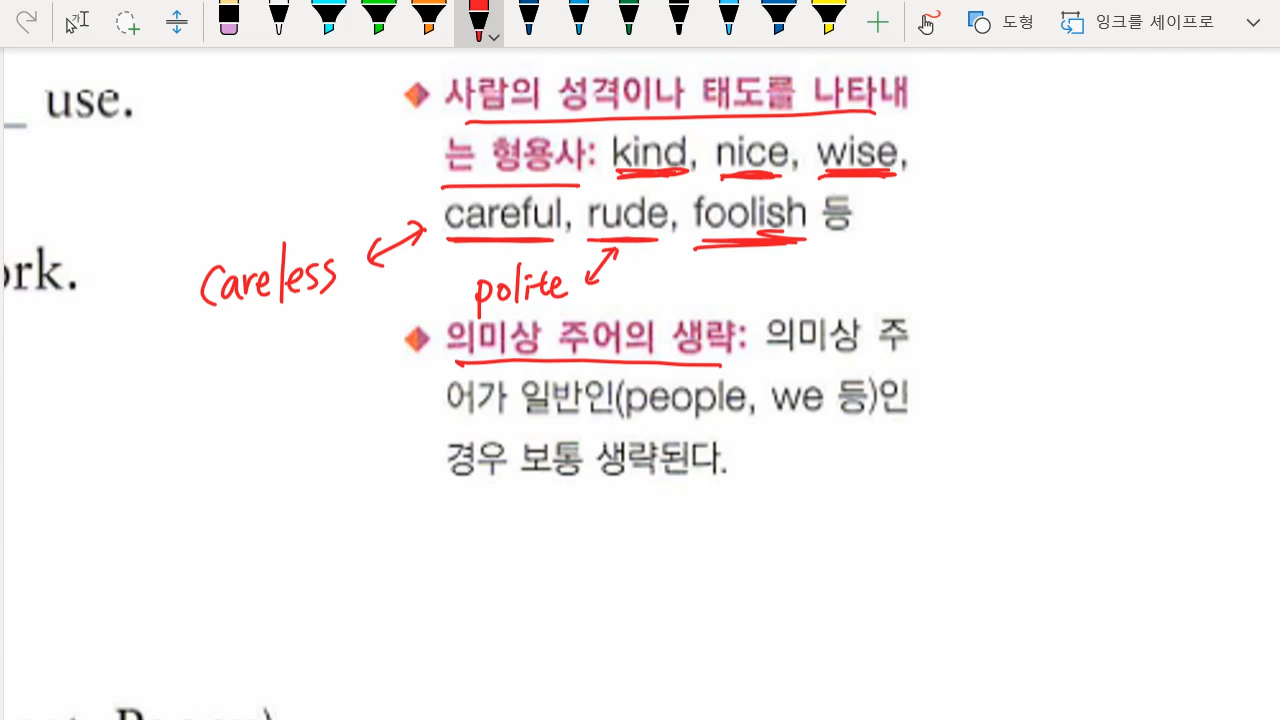 도형
잉크를 셰이프로
use.
◆ 사람의 성격이나 태도를 나타내
는 형용사: kind, nice, wise,
careful, rude, foolish 등
careless
polite
◆ 의미상 주어의 생략: 의미상 주
어가 일반인(people, we 등)인
경우 보통 생략된다.